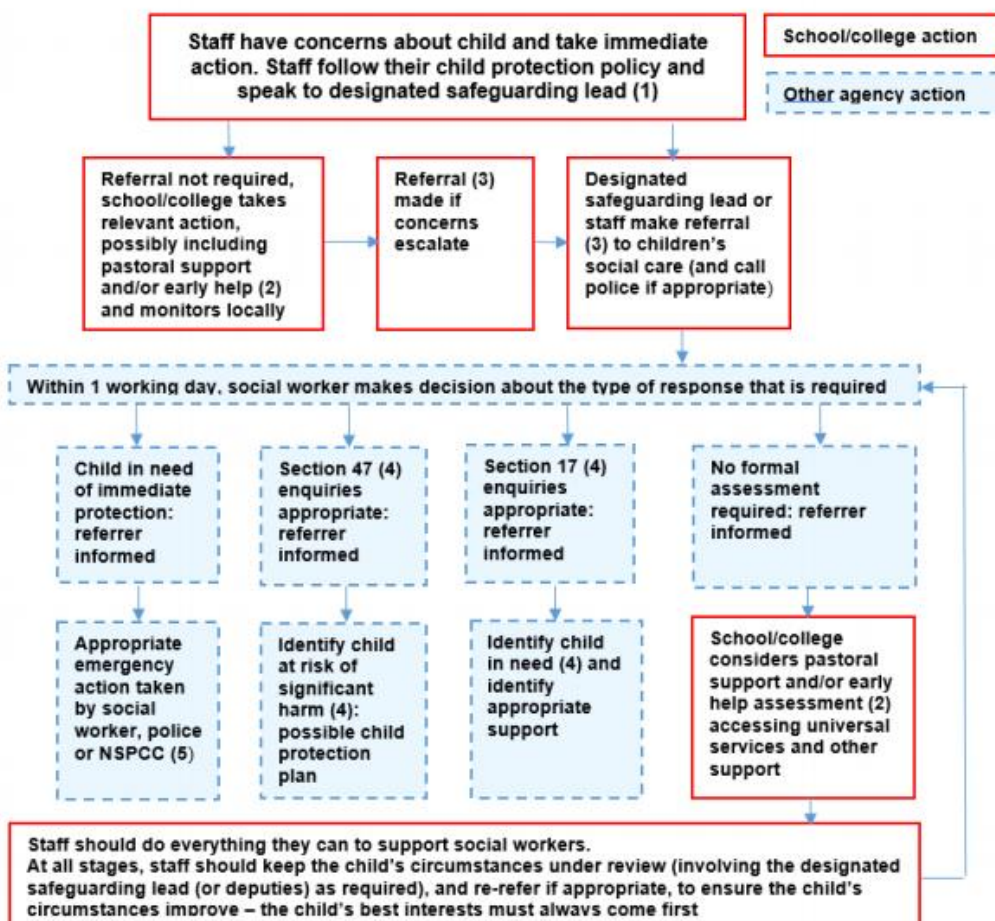 Staff have concerns about child and take immediate
action. Staff follow their child protection policy and
speak to designated safeguarding lead (1)
School/college action
Other agency action
Referral not required,
school/college takes
relevant action,
possibly including
pastoral support
and/or early help (2)
and monitors locally
Referral (3)
made if
concerns
escalate
Designated
safeguarding lead or
staff make referral
(3) to children’s
social care (and call
police if appropriate)
Within 1 working day, social worker makes decision about the type of response that is required
Child in need
of immediate
protection:
referrer
informed
Section 47 (4)
enquiries
appropriate:
referrer
informed
Section 17 (4)
enquiries
appropriate:
referrer
informed
No formal
assessment
required: referrer
informed
Appropriate
emergency
action taken
by social
worker, police
or NSPCC (5)
Identify child
at risk of
significant
harm (4):
possible child
protection
plan
Identify child
in need (4) and
identify
appropriate
support
School/college
considers pastoral
support and/or early
help assessment (2)
accessing universal
services and other
support
Staff should do everything they can to support social workers.
At all stages, staff should keep the child’s circumstances under review (involving the designated
safeguarding lead (or deputies) as required), and re-refer if appropriate, to ensure the child’s
circumstances improve – the child’s best interests must always come first